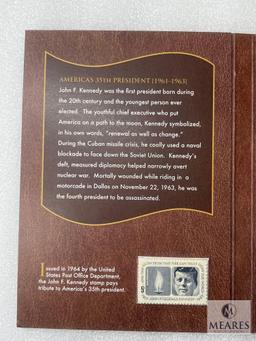 AMERICA'S 35TH PRESIDENT [1961-1963]
John F. Kennedy was the first president born during
the 20th century and the youngest person ever
elected. The youthful chief executive who put
America on a path to the moon, Kennedy symbolized,
in his own words, "renewal as well as change."
During the Cuban missile crisis, he coolly used a naval
blockade to face down the Soviet Union. Kennedy's
deft, measured diplomacy helped narrowly avert
nuclear war. Mortally wounded while riding in a
motorcade in Dallas on November 22, 1963, he was
the fourth president to be assassinated.
Issued in 1964 by the United
States Post Office Department,
the John F. Kennedy stamp pays
tribute to America's 35th president.
JOHN FITZGERALD KENNEDY
MEARES